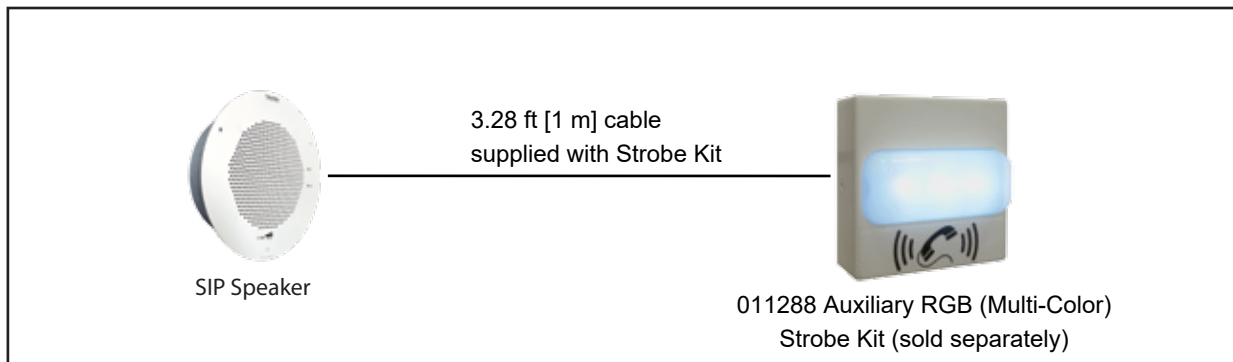 3.28 ft [1 m] cable
supplied with Strobe Kit
SIP Speaker
011288 Auxiliary RGB (Multi-Color)
Strobe Kit (sold separately)